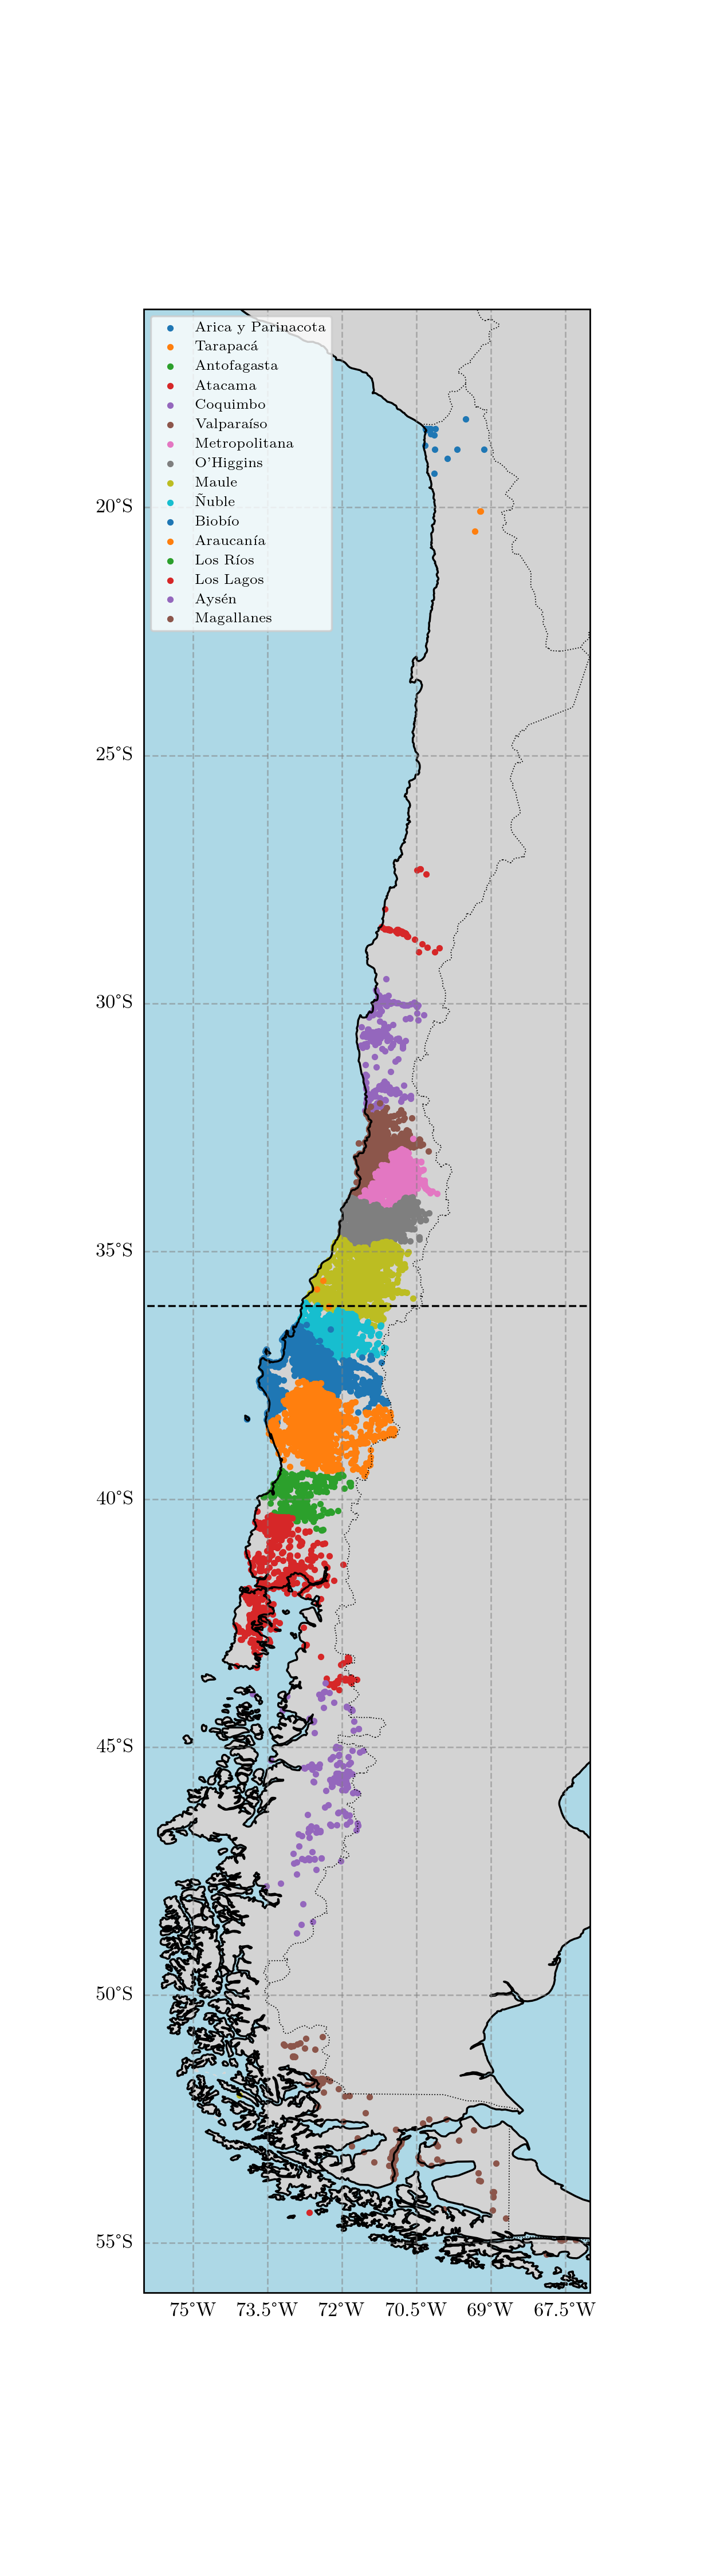 Arica y Parinacota
Tarapacá
Antofagasta
Atacama
Coquimbo
Valparaíso
Metropolitana
O'Higgins
Maule
Ñuble
Biobío
Araucanía
Los Ríos
Los Lagos
Aysén
Magallanes
20°S
25°S
30°S
35°S
40°S
45°S
50°S
55°S
75°W 73.5°W 72°W 70.5°W 69°W 67.5°W